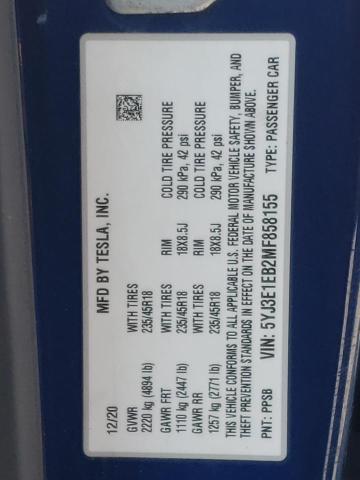 MFD BY TESLA, INC.
12/20
GVWR WITH TIRES RIM COLD TIRE PRESSURE
2220 kg (4894 lb) 235/45R18 18X8.5J 290 kPa, 42 psi
GAWR FRT WITH TIRES RIM COLD TIRE PRESSURE
1110 kg (2447 lb) 235/45R18 18X8.5J 290 kPa, 42 psi
GAWR RR
1257 kg (2771 lb)
THIS VEHICLE CONFORMS TO ALL APPLICABLE U.S. FEDERAL MOTOR VEHICLE SAFETY, BUMPER, AND
THEFT PREVENTION STANDARDS IN EFFECT ON THE DATE OF MANUFACTURE SHOWN ABOVE.
VIN: 5YJ3E1EB2MF858155
PNT: PPSB TYPE: PASSENGER CAR